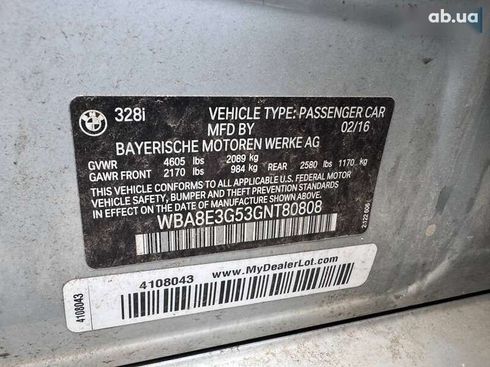 ab.ua
328i VEHICLE TYPE: PASSENGER CAR
MFD BY 02/16
BAYERISCHE MOTOREN WERKE AG
GVWR 4605 lbs 2089 kg
GAWR FRONT 2170 lbs 984 kg REAR 2580 lbs 1170 kg
THIS VEHICLE CONFORMS TO ALL APPLICABLE FEDERAL MOTOR
VEHICLE SAFETY, BUMPER AND THEFT PREVENTION STANDARDS
IN EFFECT ON THE DATE OF MANUFACTURE SHOWN ABOVE.
WBA8E3G53GNT80808
4108043 www.MyDealerLot.com
4108043